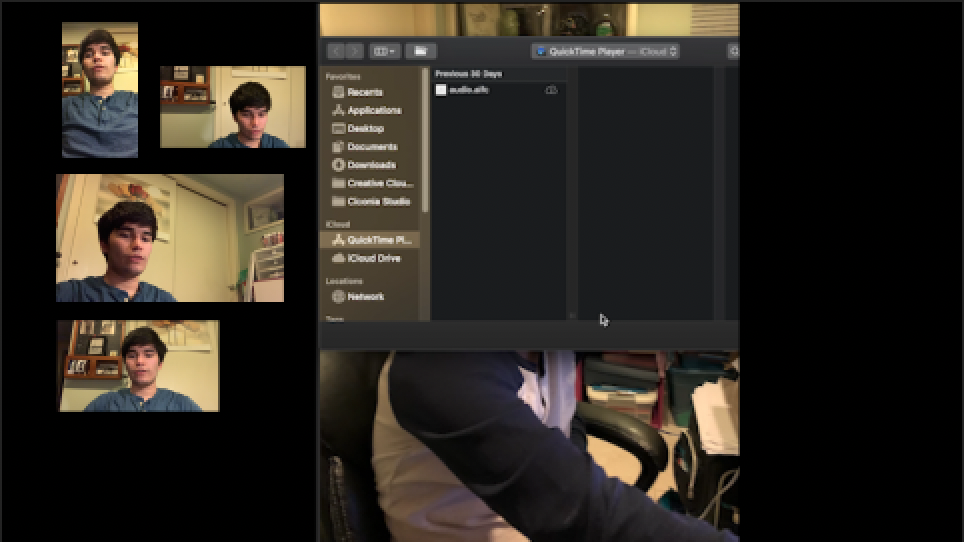 QuickTime Player — iCloud
Favorites
Recents
Applications
Desktop
Documents
Downloads
Creative Clou...
Ciconia Studio
iCloud
QuickTime Pl...
iCloud Drive
Locations
Network
Tags
Previous 30 Days
audio.aifc